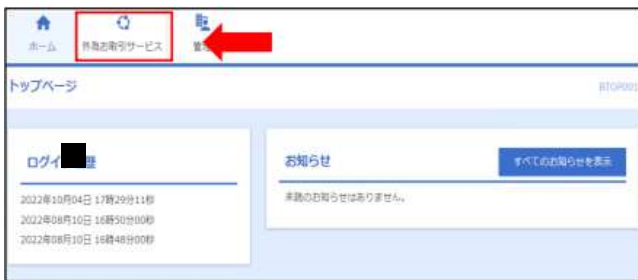 ホーム
外為お取引サービス
管
トップページ
BTOP001
ログイ
歴
2022年10月04日 17時29分11秒
2022年08月10日 16時50分00秒
2022年08月10日 16時48分00秒
お知らせ
すべてのお知らせを表示
未読のお知らせはありません。